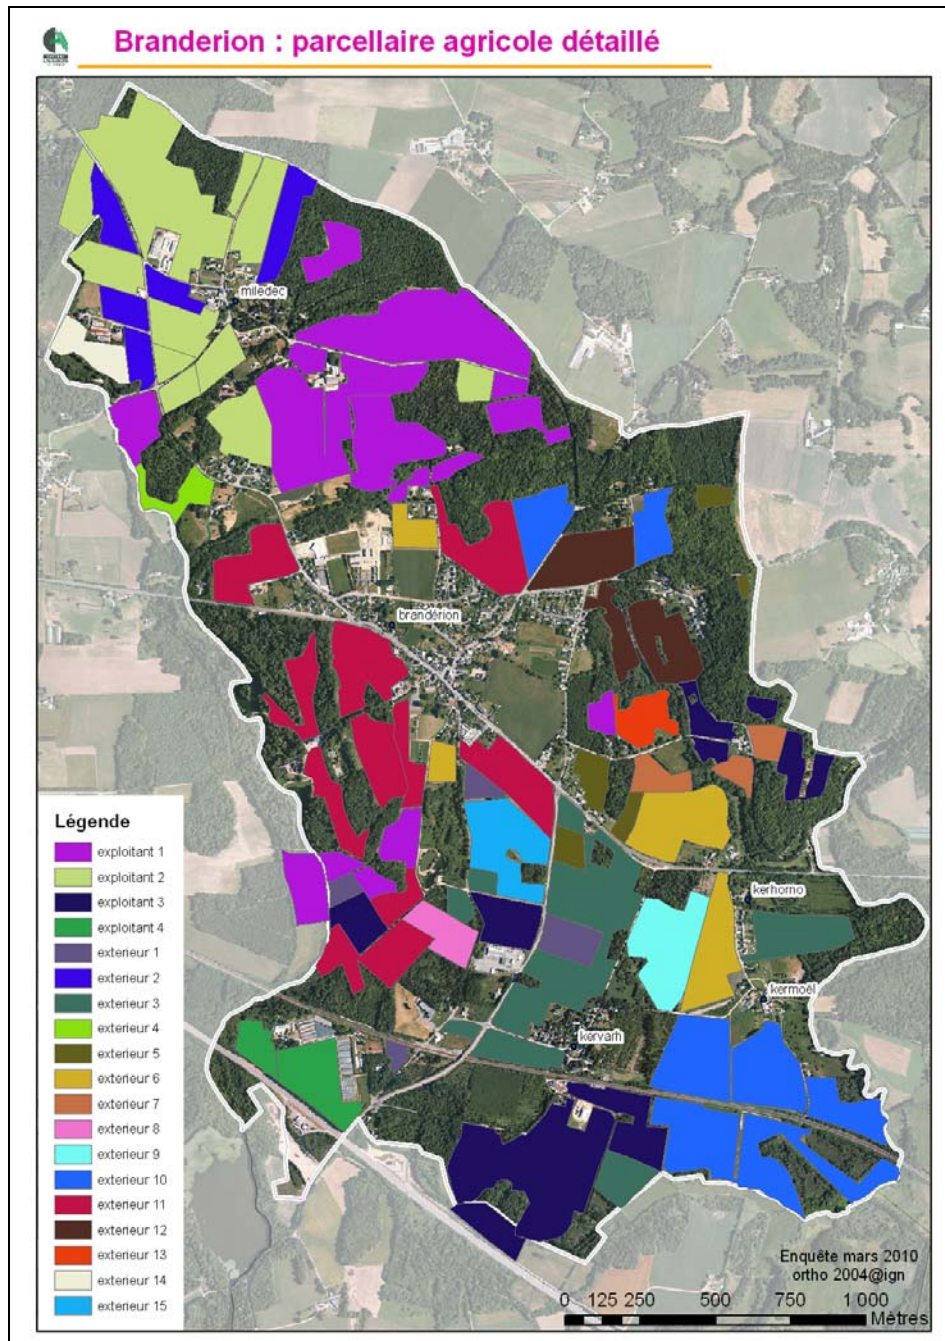 Branderion : parcellaire agricole détaillé
miledec
brandérion
Légende
exploitant 1
exploitant 2
exploitant 3
exploitant 4
exterieur 1
exterieur 2
exterieur 3
exterieur 4
exterieur 5
exterieur 6
exterieur 7
exterieur 8
exterieur 9
exterieur 10
exterieur 11
exterieur 12
exterieur 13
exterieur 14
exterieur 15
kerhorno
kermoël
kervarh
Enquête mars 2010
ortho 2004@ign
0 125 250 500 750 1 000
Mètres